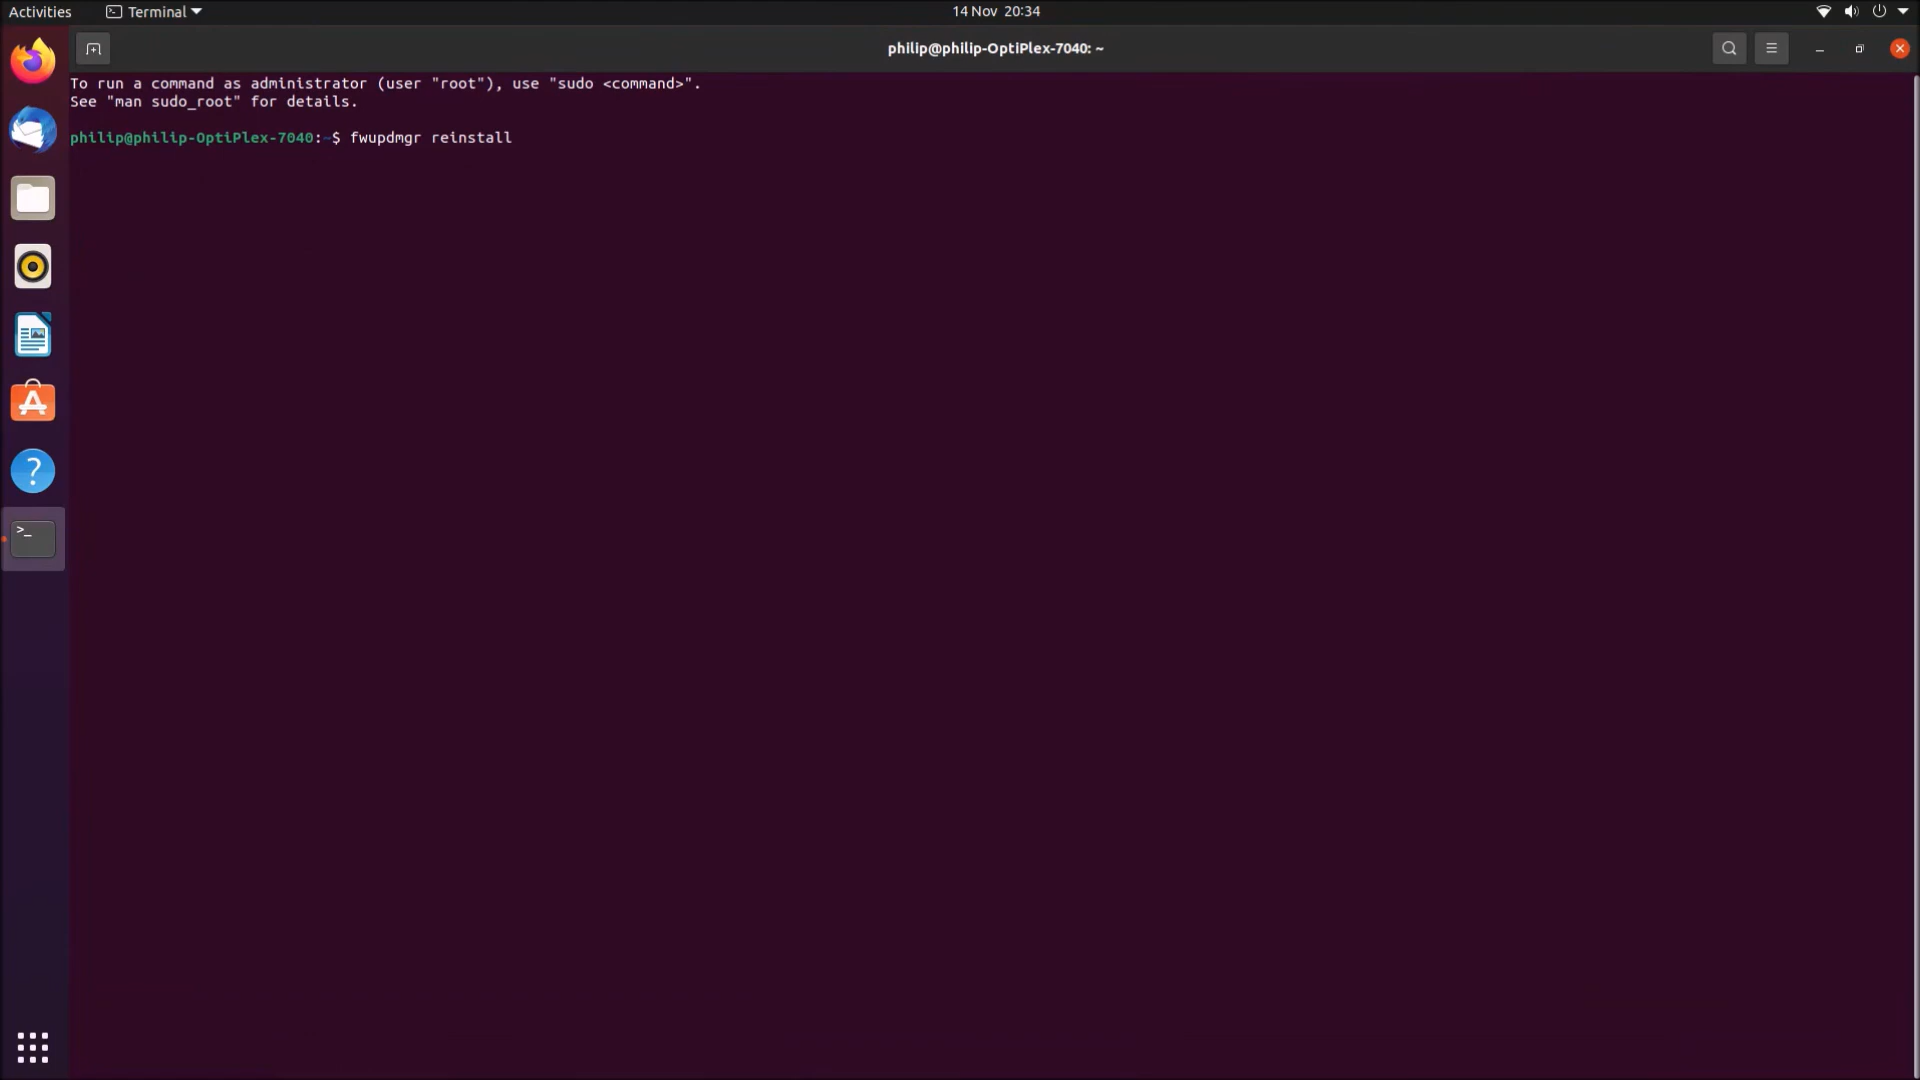 Activities
Terminal
14 Nov 20:34
philip@philip-OptiPlex-7040: ~
To run a command as administrator (user "root"), use "sudo <command>".
See "man sudo_root" for details.
philip@philip-OptiPlex-7040:~$ fwupdmgr reinstall